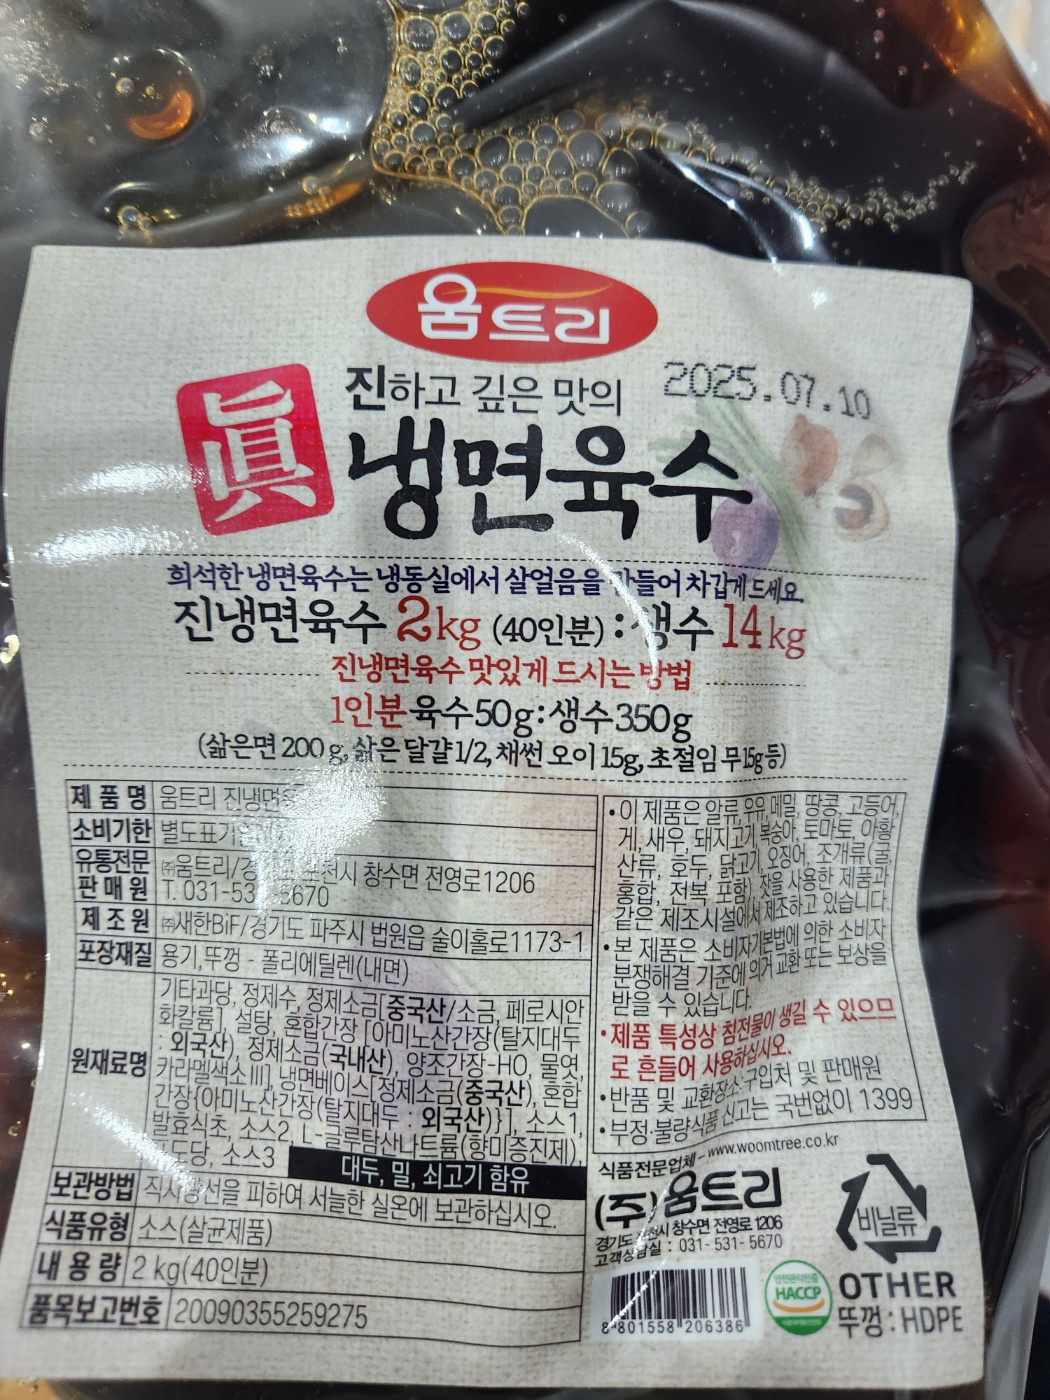 움트리
眞
진하고 깊은 맛의
2025.07.10
냉면육수
희석한 냉면육수는 냉동실에서 살얼음을 만들어 차갑게 드세요.
진냉면육수 2kg (40인분) : 생수 14kg
진냉면육수 맛있게 드시는 방법
1인분 육수50g : 생수350g
(삶은면 200g, 삶은 달걀 1/2, 채썬 오이 15g, 초절임 무 15g 등)
제품명 움트리 진냉면
소비기한 별도표기
유통전문
판매원
㈜움트리/ 창수면 전영로1206
T. 031-53 5670
제조원 ㈜새한BiF/경기도 파주시 법원읍 술이홀로1173-1
포장재질 용기,뚜껑 - 폴리에틸렌(내면)
원재료명
기타과당, 정제수, 정제소금[중국산/소금, 페로시안
화칼륨], 설탕, 혼합간장 [아미노산간장(탈지대두
: 외국산), 정제소금(국내산), 양조간장-HO, 물엿,
카라멜색소Ⅲ], 냉면베이스[정제소금(중국산), 혼합
간장{아미노산간장(탈지대두 : 외국산)}], 소스1,
발효식초, 소스2, L-글루탐산나트륨(향미증진제),
포도당, 소스3
대두, 밀, 쇠고기 함유
보관방법 직사광선을 피하여 서늘한 실온에 보관하십시오.
식품유형 소스(살균제품)
내용량 2 kg(40인분)
품목보고번호 20090355259275
•이 제품은 알류, 우유, 메밀, 땅콩, 고등어,
게, 새우, 돼지고기, 복숭아, 토마토, 아황
산류, 호두, 닭고기, 오징어, 조개류(굴,
홍합, 전복 포함), 잣을 사용한 제품과
같은 제조시설에서 제조하고 있습니다.
•본 제품은 소비자기본법에 의한 소비자
분쟁해결 기준에 의거 교환 또는 보상을
받을 수 있습니다.
•제품 특성상 침전물이 생길 수 있으므
로 흔들어 사용하십시오.
•반품 및 교환장소:구입처 및 판매원
•부정·불량식품 신고는 국번없이 1399
식품전문업체 - www.woomtree.co.kr
(주)움트리
경기도 포천시 창수면 전영로 1206
고객상담실 : 031- 531- 5670
8 801558 206386
안전관리인증
HACCP
비닐류
OTHER
뚜껑 : HDPE